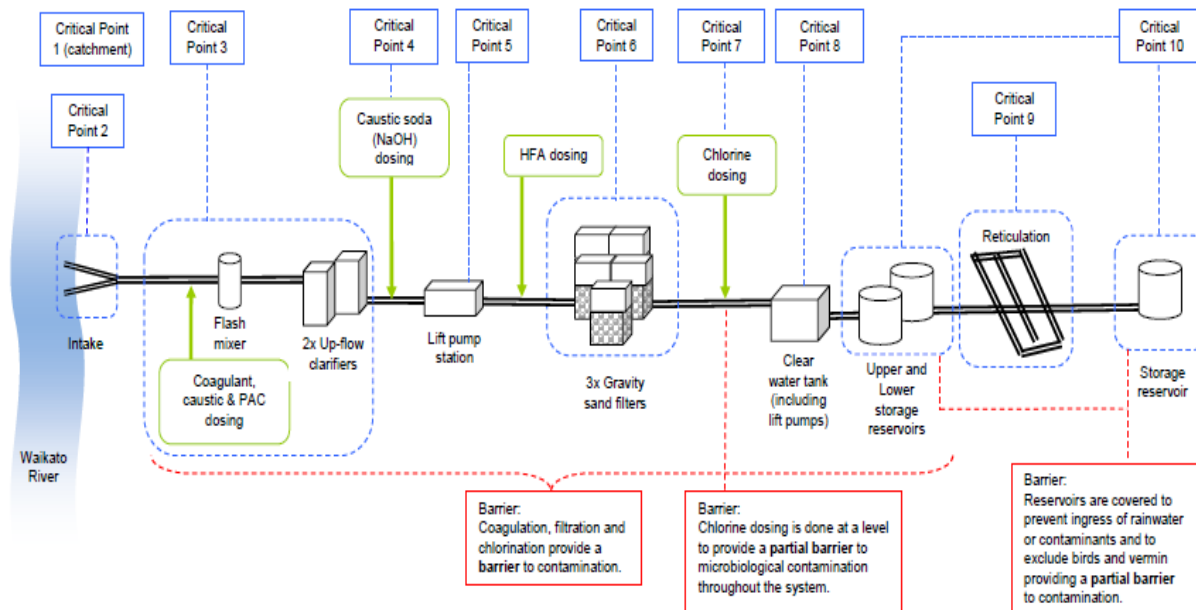 Critical Point
1 (catchment)
Critical
Point 3
Critical
Point 4
Critical
Point 5
Critical
Point 6
Critical
Point 7
Critical
Point 8
Critical
Point 10
Critical
Point 2
Critical
Point 9
Caustic soda
(NaOH)
dosing
HFA dosing
Chlorine
dosing
Reticulation
Intake
Flash
mixer
2x Up-flow
clarifiers
Lift pump
station
3x Gravity
sand filters
Clear
water tank
(including
lift pumps)
Upper and
Lower
storage
reservoirs
Storage
reservoir
Coagulant,
caustic & PAC
dosing
Waikato
River
Barrier:
Coagulation, filtration and
chlorination provide a
barrier to contamination.
Barrier:
Chlorine dosing is done at a level
to provide a partial barrier to
microbiological contamination
throughout the system.
Barrier:
Reservoirs are covered to
prevent ingress of rainwater
or contaminants and to
exclude birds and vermin
providing a partial barrier
to contamination.